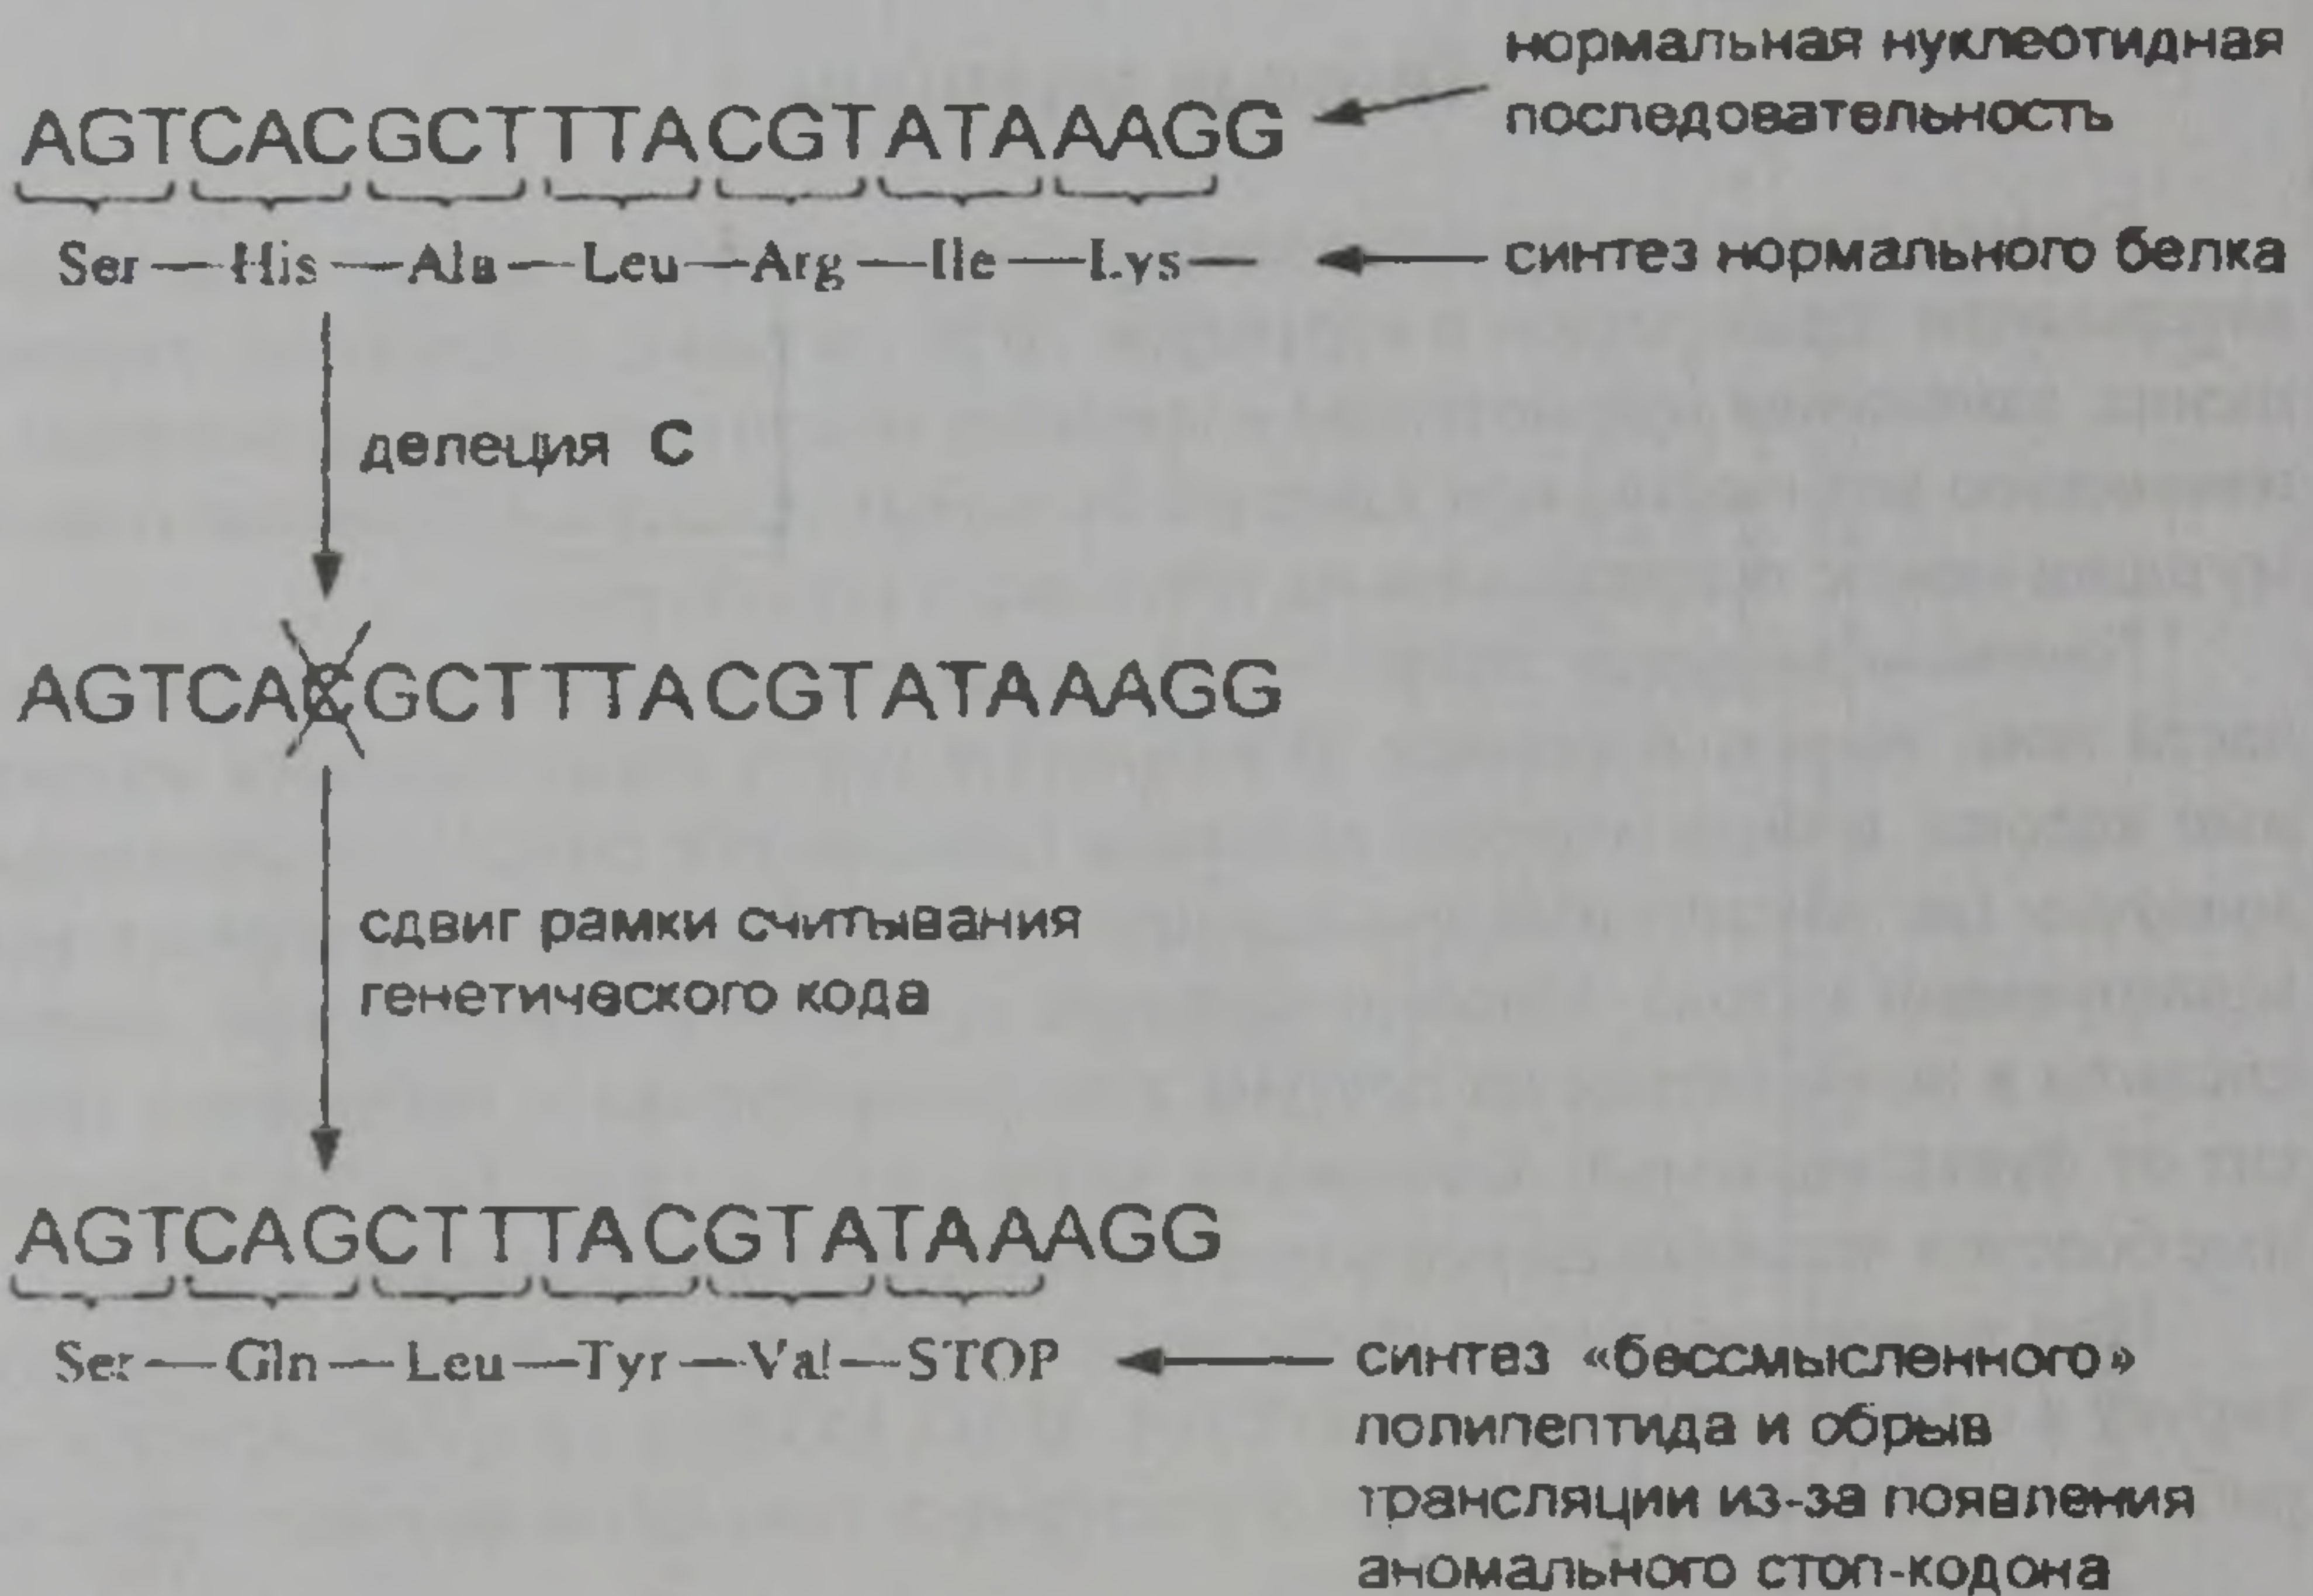 нормальная нуклеотидная
последовательность
AGTCACGCTTTACGTATAAAGG
Ser—His—Ala—Leu—Arg—Ile—Lys—
синтез нормального белка
делеция C
AGTCACGCTTTACGTATAAAGG
сдвиг рамки считывания
генетического кода
AGTCAGCTTTACGTATAAAGG
Ser—Gln—Leu—Tyr—Val—STOP
синтез «бессмысленного»
полипептида и обрыв
трансляции из-за появления
аномального стоп-кодона